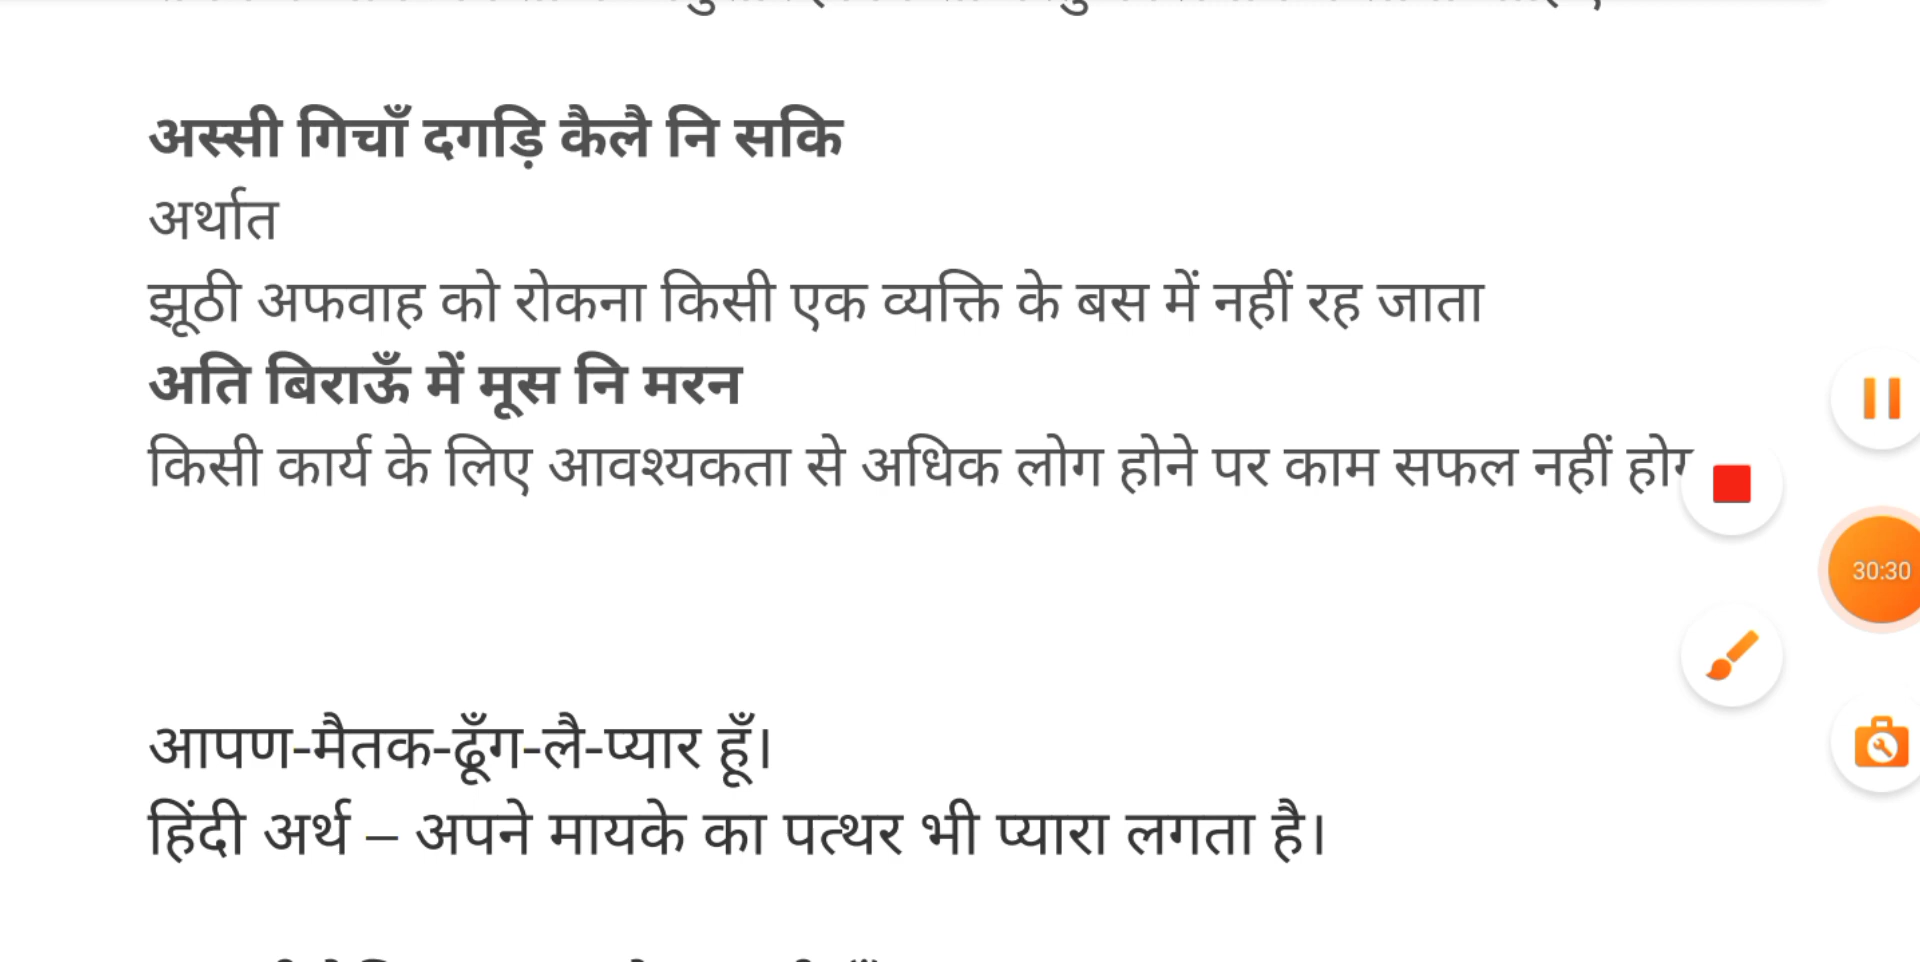 अस्सी गिचाँ दगड़ि कैलै नि सकि
अर्थात
झूठी अफवाह को रोकना किसी एक व्यक्ति के बस में नहीं रह जाता
अति बिराऊँ में मूस नि मरन
किसी कार्य के लिए आवश्यकता से अधिक लोग होने पर काम सफल नहीं
30:30
आपण-मैतक-ढूँग-लै-प्यार हूँ।
हिंदी अर्थ – अपने मायके का पत्थर भी प्यारा लगता है।